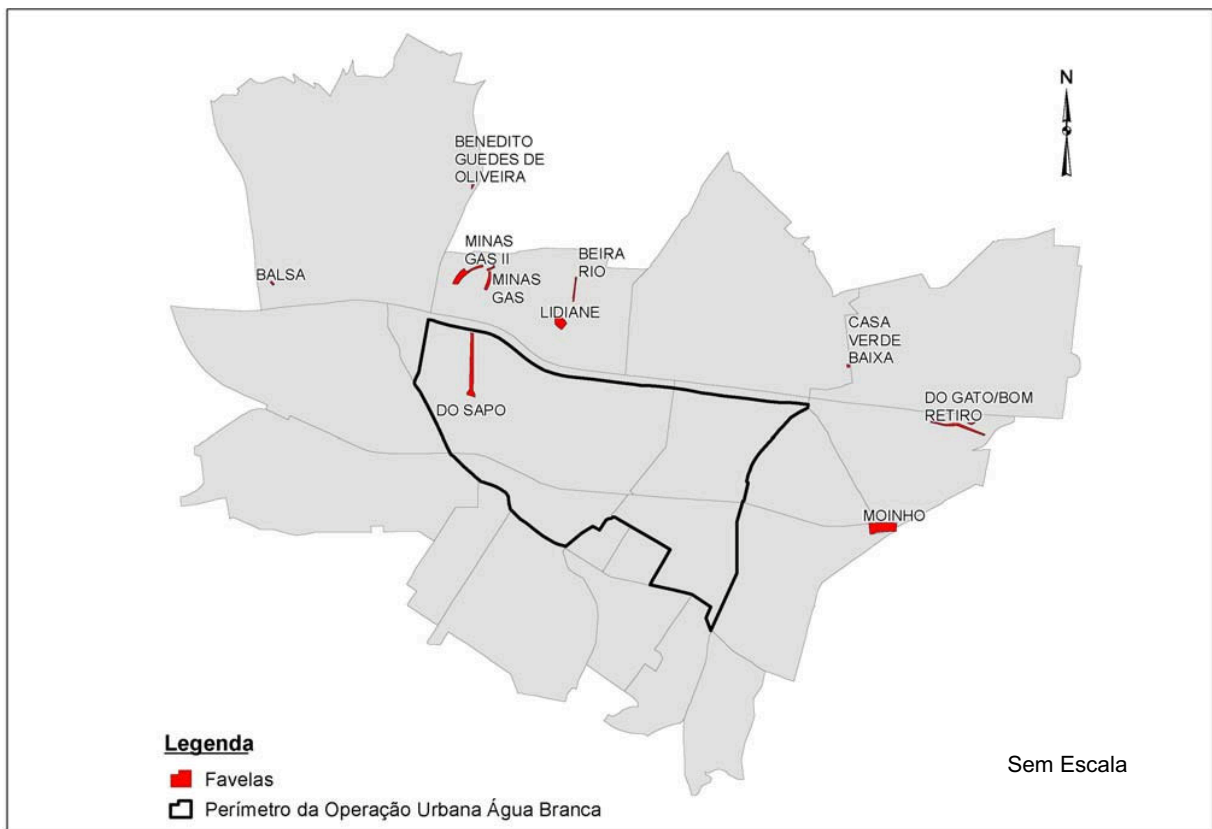 N
BENEDITO
GUEDES DE
OLIVEIRA
MINAS
GAS II
BEIRA
RIO
BALSA
MINAS
GAS
LIDIANE
CASA
VERDE
BAIXA
DO SAPO
DO GATO/BOM
RETIRO
MOINHO
Legenda
Favelas
Perímetro da Operação Urbana Água Branca
Sem Escala